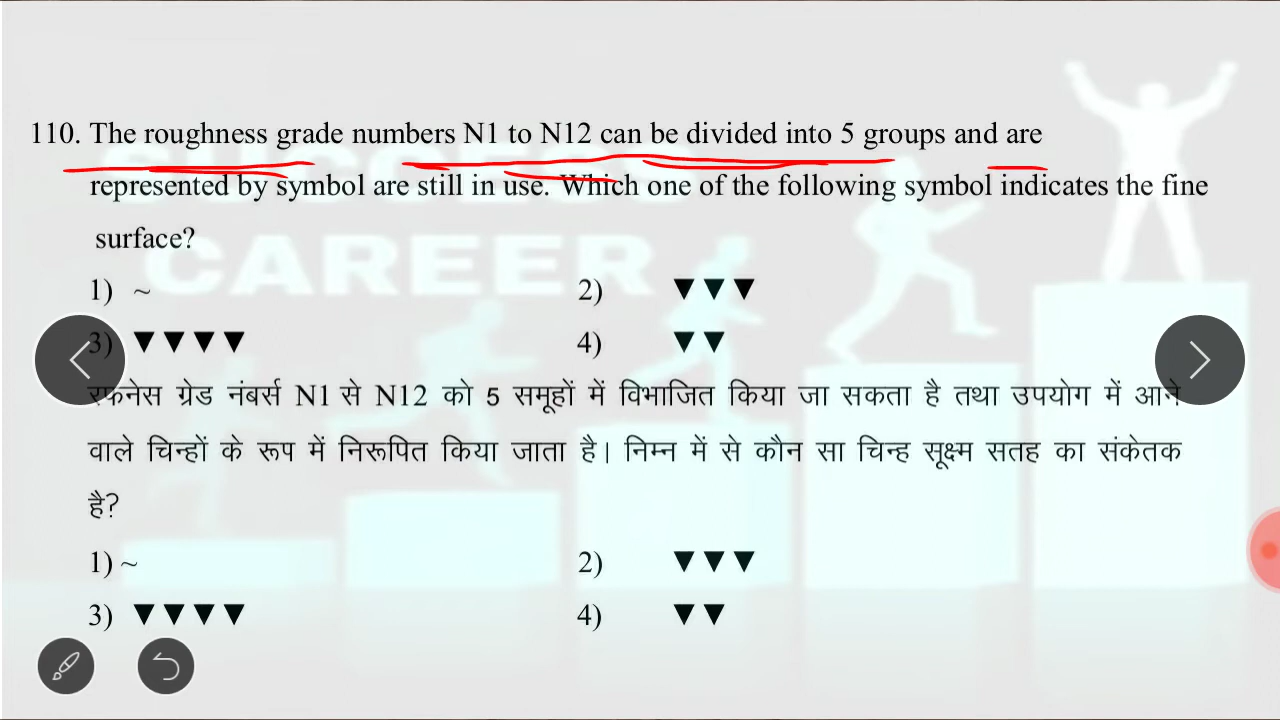 SUCCESS
CAREER
110. The roughness grade numbers N1 to N12 can be divided into 5 groups and are
represented by symbol are still in use. Which one of the following symbol indicates the fine
surface?
1) ~ 2) ▼▼▼
3) ▼▼▼▼ 4) ▼▼
रफनेस ग्रेड नंबर्स N1 से N12 को 5 समूहों में विभाजित किया जा सकता है तथा उपयोग में आने
वाले चिन्हों के रूप में निरूपित किया जाता है। निम्न में से कौन सा चिन्ह सूक्ष्म सतह का संकेतक
है?
1) ~ 2) ▼▼▼
3) ▼▼▼▼ 4) ▼▼